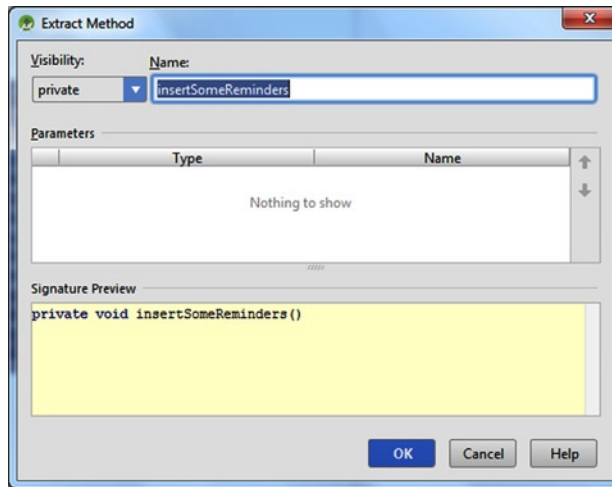 Extract Method
Visibility: Name:
private insertSomeReminders
Parameters
Type Name
Nothing to show
Signature Preview
private void insertSomeReminders()
OK Cancel Help